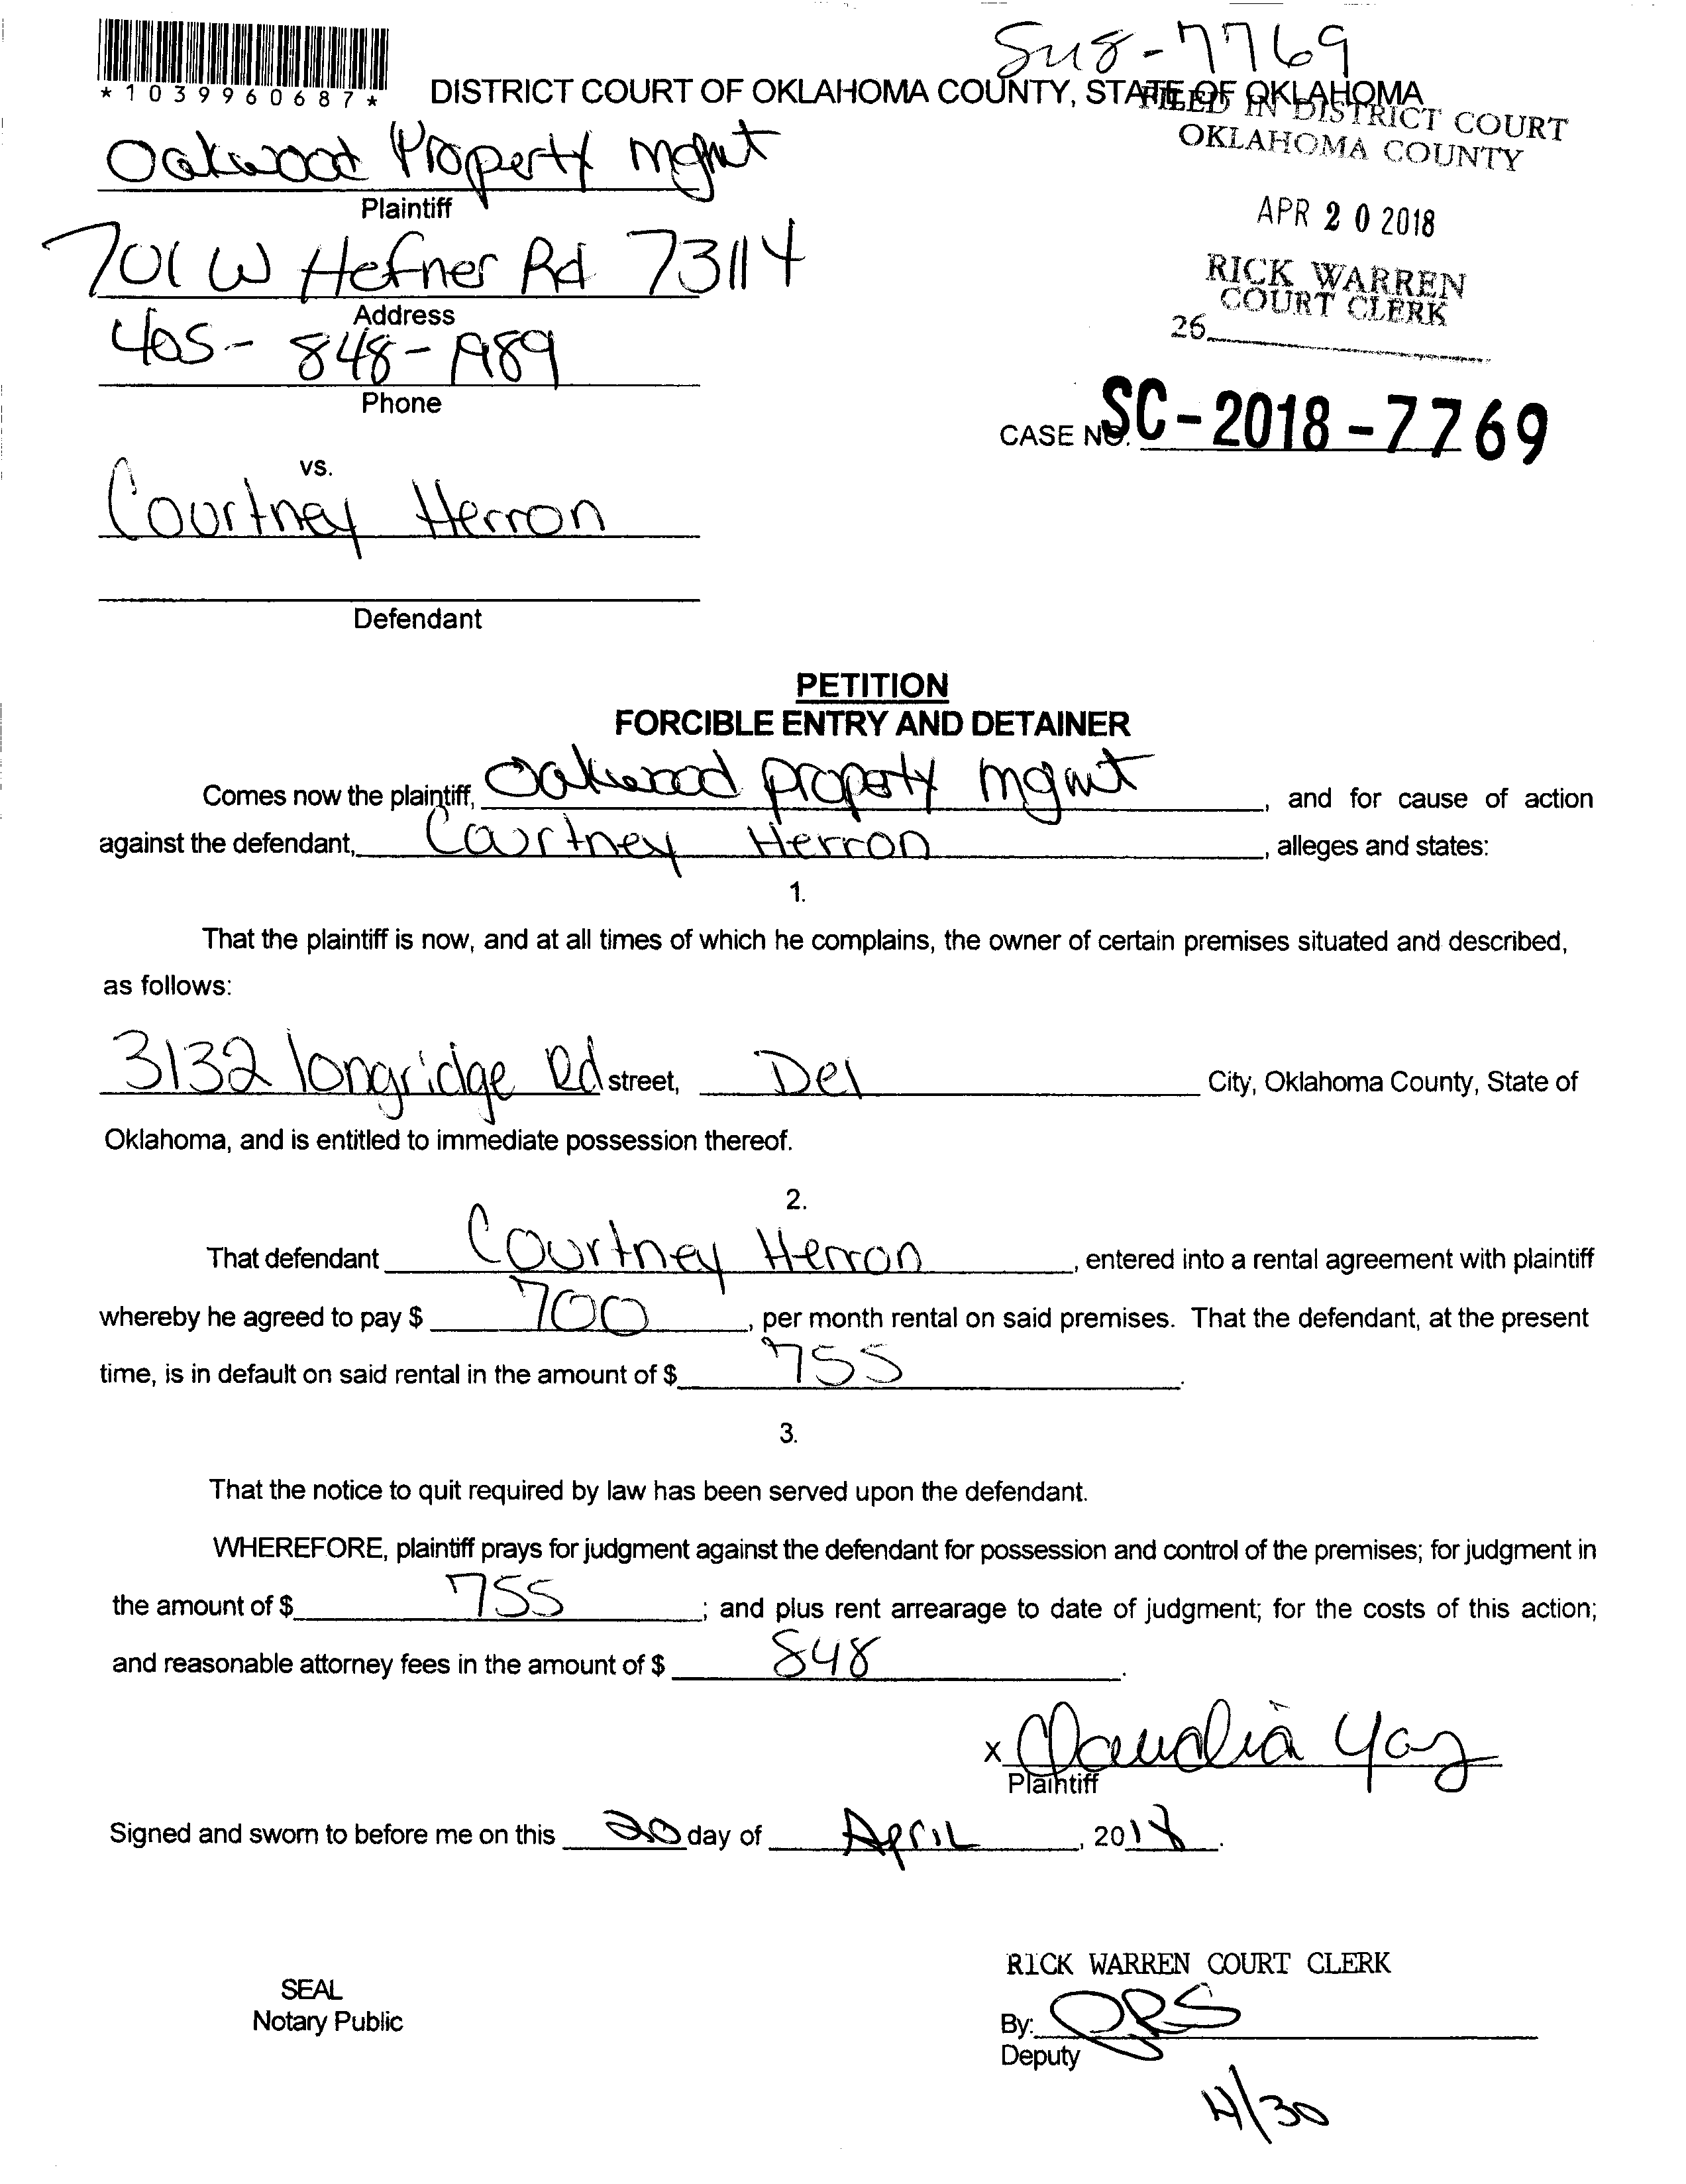 Su8-7769
*1039960687*
DISTRICT COURT OF OKLAHOMA COUNTY, STATE OF OKLAHOMA
FILED IN DISTRICT COURT
OKLAHOMA COUNTY
Oakwood Property Mgmt
Plaintiff
APR 20 2018
701 W Hefner Rd 73114
Address
RICK WARREN
COURT CLERK
26
405-848-1989
Phone
CASE NO. SC-2018-7769
vs.
Courtney Herron
Defendant
PETITION
FORCIBLE ENTRY AND DETAINER
Comes now the plaintiff, Oakwood property mgmt, and for cause of action
against the defendant, Courtney Herron, alleges and states:
1.
That the plaintiff is now, and at all times of which he complains, the owner of certain premises situated and described,
as follows:
3132 longridge Rd street, Del City, Oklahoma County, State of
Oklahoma, and is entitled to immediate possession thereof.
2.
That defendant Courtney Herron, entered into a rental agreement with plaintiff
whereby he agreed to pay $ 700, per month rental on said premises. That the defendant, at the present
time, is in default on said rental in the amount of $ 755.
3.
That the notice to quit required by law has been served upon the defendant.
WHEREFORE, plaintiff prays for judgment against the defendant for possession and control of the premises; for judgment in
the amount of $ 755; and plus rent arrearage to date of judgment; for the costs of this action;
and reasonable attorney fees in the amount of $ 848.
x Claudia Yaz
Plaintiff
Signed and sworn to before me on this 20 day of April, 2018.
RICK WARREN COURT CLERK
SEAL
Notary Public
By:
Deputy
4/30